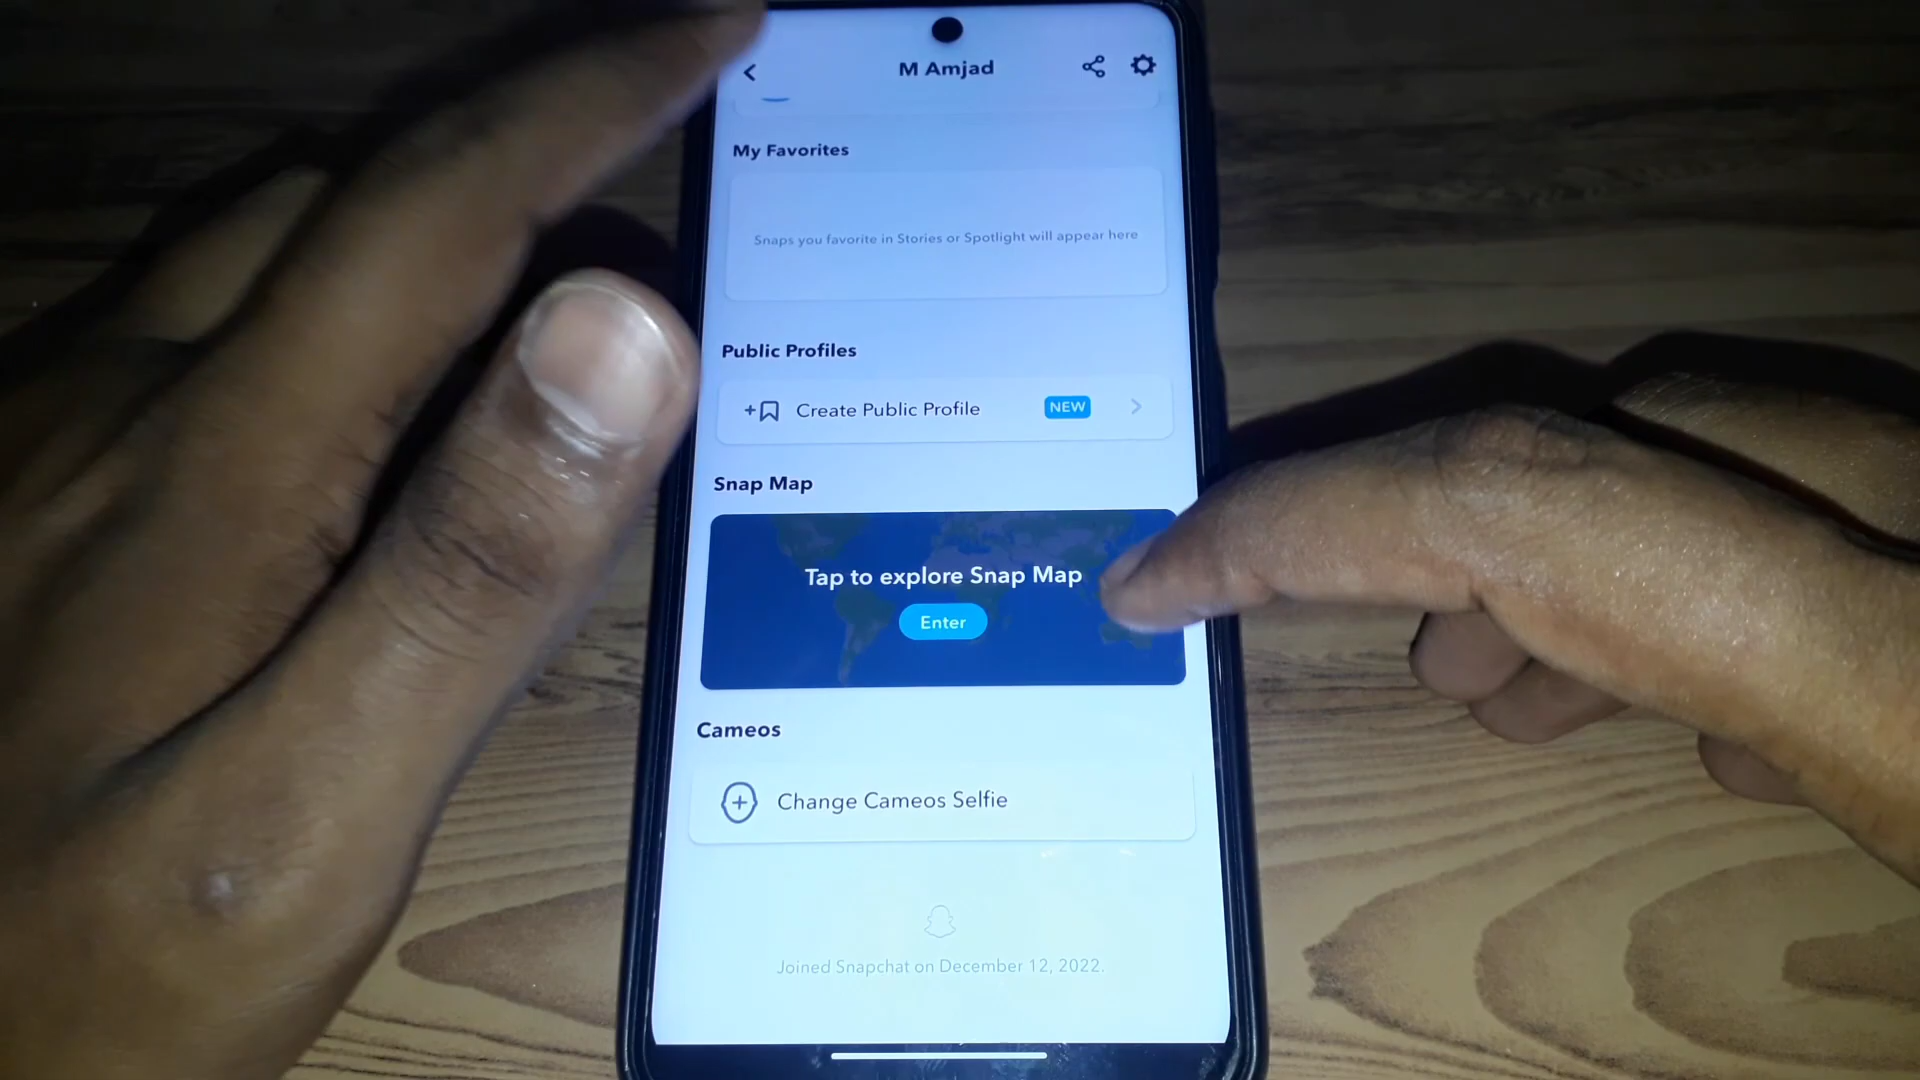 M Amjad
My Favorites
Snaps you favorite in Stories or Spotlight will appear here
Public Profiles
Create Public Profile
NEW
Snap Map
Tap to explore Snap Map
Enter
Cameos
Change Cameos Selfie
Joined Snapchat on December 12, 2022.